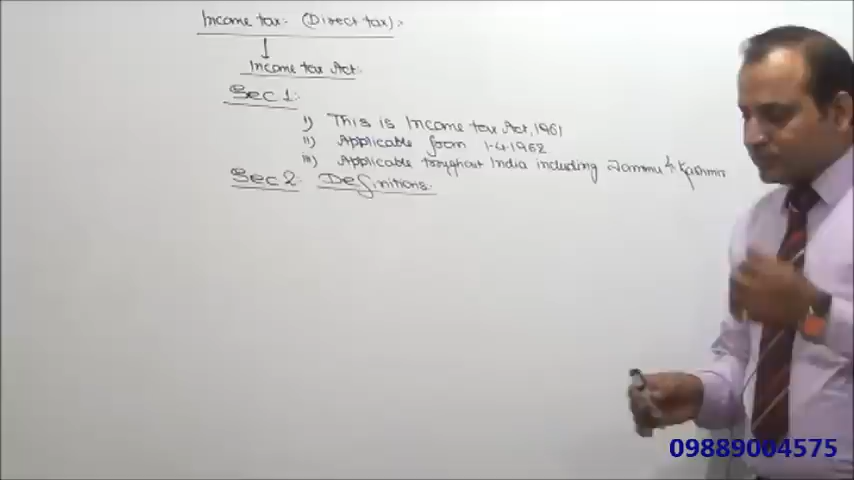 Income tax:- (Direct tax):-
Income tax Act:-
Sec 1:-
i) This is Income tax Act, 1961
ii) Applicable from 1-4-1962
iii) Applicable troughout India including Jammu & Kashmir
Sec 2 Definitions:-
09889004575